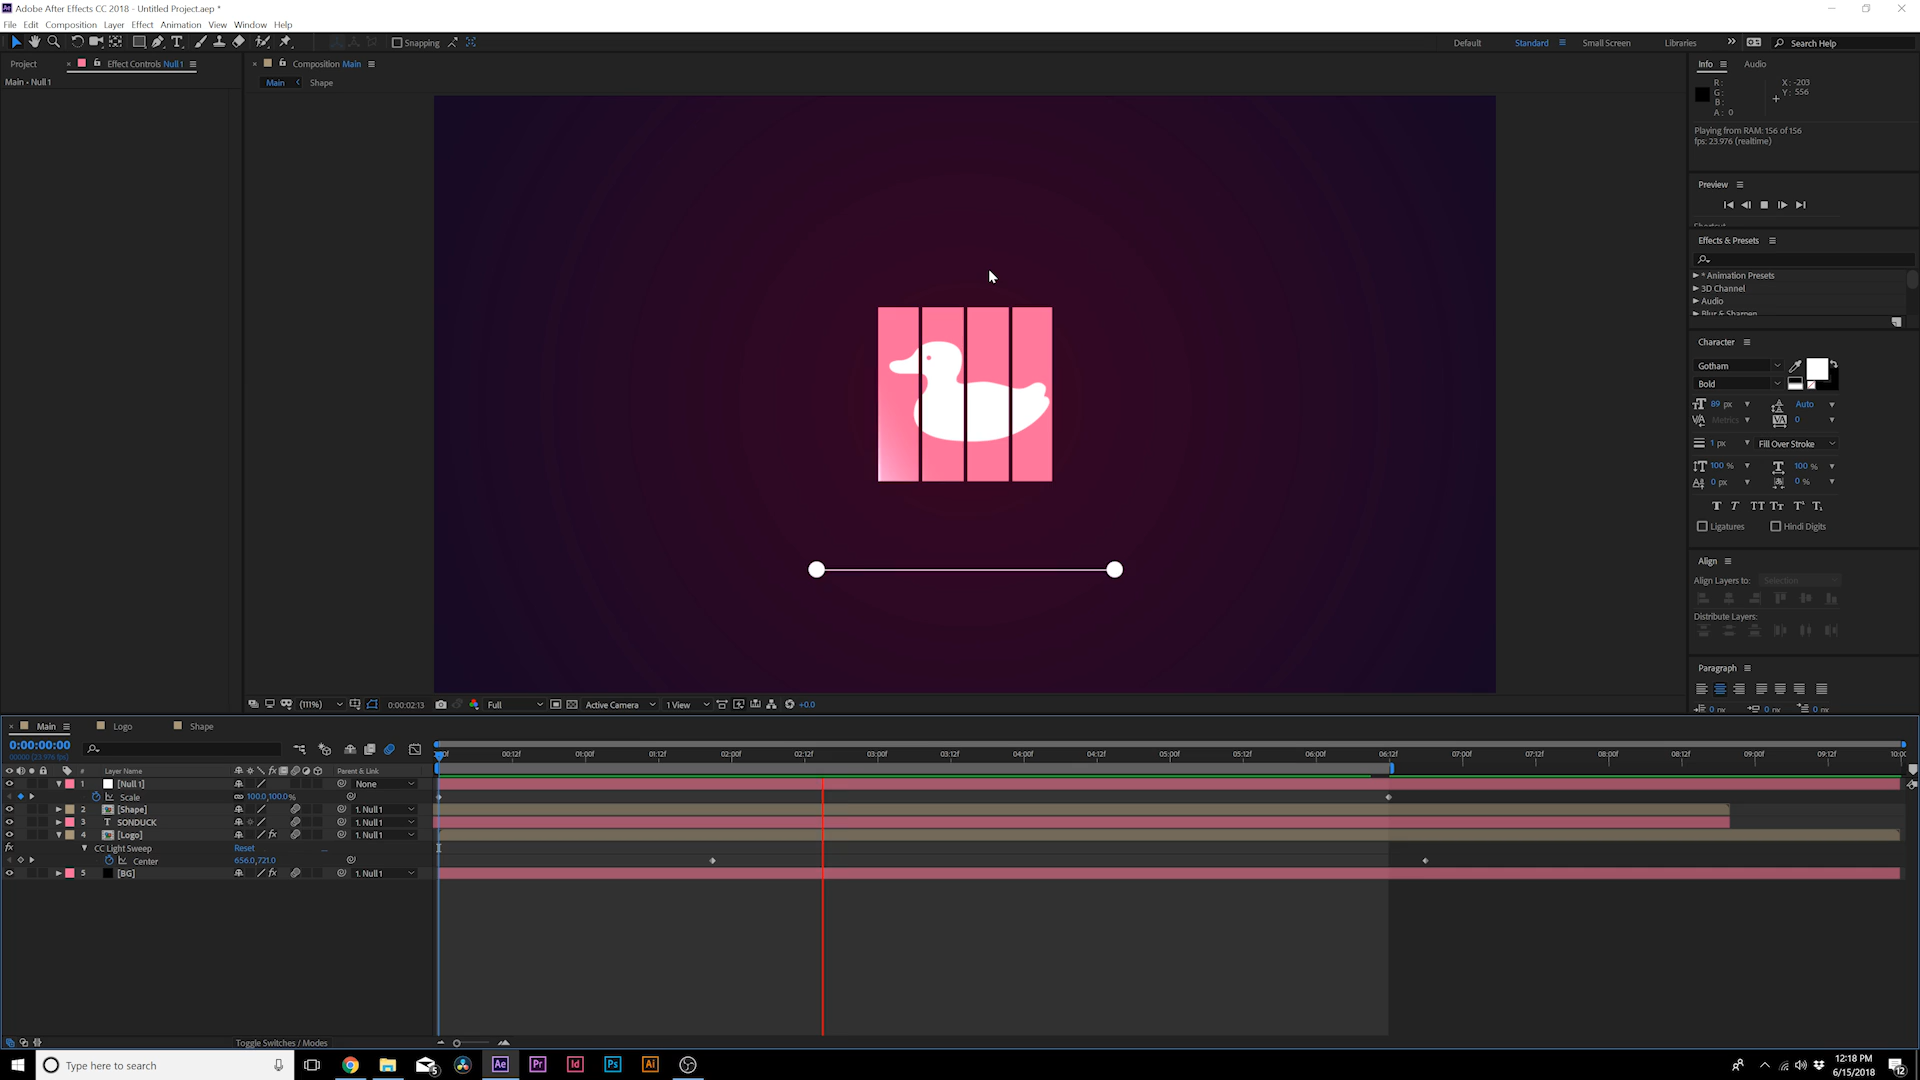 Adobe After Effects CC 2018 - Untitled Project.aep *
File Edit Composition Layer Effect Animation View Window Help
Snapping
Default Standard Small Screen Libraries Search Help
Project Effect Controls Null 1
Main • Null 1
Composition Main
Main Shape
Info Audio
R:
G:
B:
A: 0
X: -203
Y: 556
Playing from RAM: 156 of 156
fps: 23.976 (realtime)
Preview
Effects & Presets
* Animation Presets
3D Channel
Audio
Blur & Sharpen
Character
Gotham
Bold
89 px Auto
Metrics 0
1 px Fill Over Stroke
100 % 100 %
0 px 0 %
Ligatures Hindi Digits
Align
Align Layers to: Selection
Distribute Layers:
Paragraph
0 px 0 px 0 px
(111%) 0:00:02:13 Full Active Camera 1 View +0.0
Main Logo Shape
0:00:00:00
00:12f 01:00f 01:12f 02:00f 02:12f 03:00f 03:12f 04:00f 04:12f 05:00f 05:12f 06:00f 06:12f 07:00f 07:12f 08:00f 08:12f 09:00f 09:12f 10:00
# Layer Name Parent & Link
1 [Null 1] None
Scale 100.0,100.0%
2 [Shape] 1. Null 1
3 T SONDUCK 1. Null 1
4 [Logo] 1. Null 1
CC Light Sweep Reset
Center 656.0,721.0
5 [BG] 1. Null 1
Toggle Switches / Modes
Type here to search
5
Ae Pr Id Ps Ai
12:18 PM
6/15/2018
12